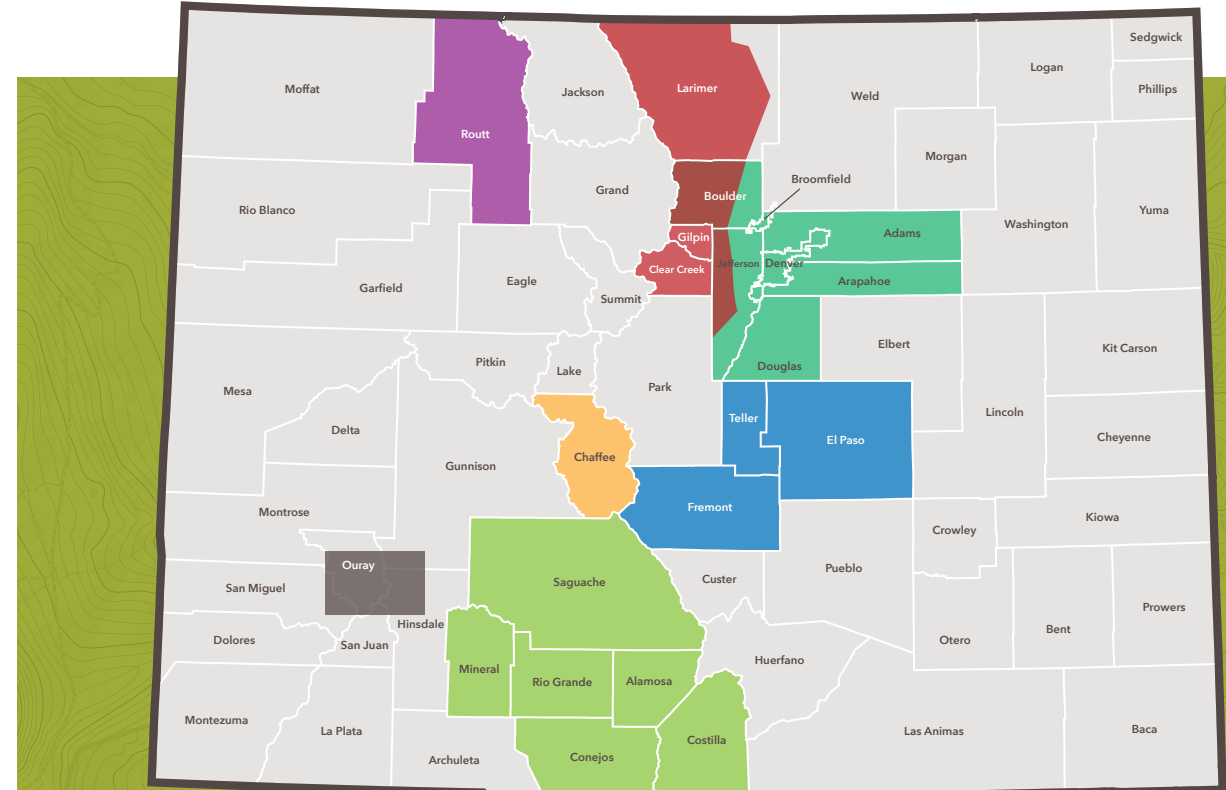 Sedgwick
Logan
Moffat
Jackson
Larimer
Weld
Phillips
Routt
Morgan
Broomfield
Grand
Boulder
Rio Blanco
Washington
Yuma
Gilpin
Adams
Jefferson
Denver
Clear Creek
Eagle
Arapahoe
Garfield
Summit
Elbert
Kit Carson
Pitkin
Lake
Douglas
Park
Mesa
Lincoln
Teller
Delta
El Paso
Cheyenne
Chaffee
Gunnison
Fremont
Montrose
Kiowa
Crowley
Ouray
Pueblo
Custer
Saguache
San Miguel
Prowers
Hinsdale
Bent
Dolores
Otero
San Juan
Huerfano
Mineral
Rio Grande
Alamosa
Montezuma
La Plata
Las Animas
Baca
Costilla
Conejos
Archuleta